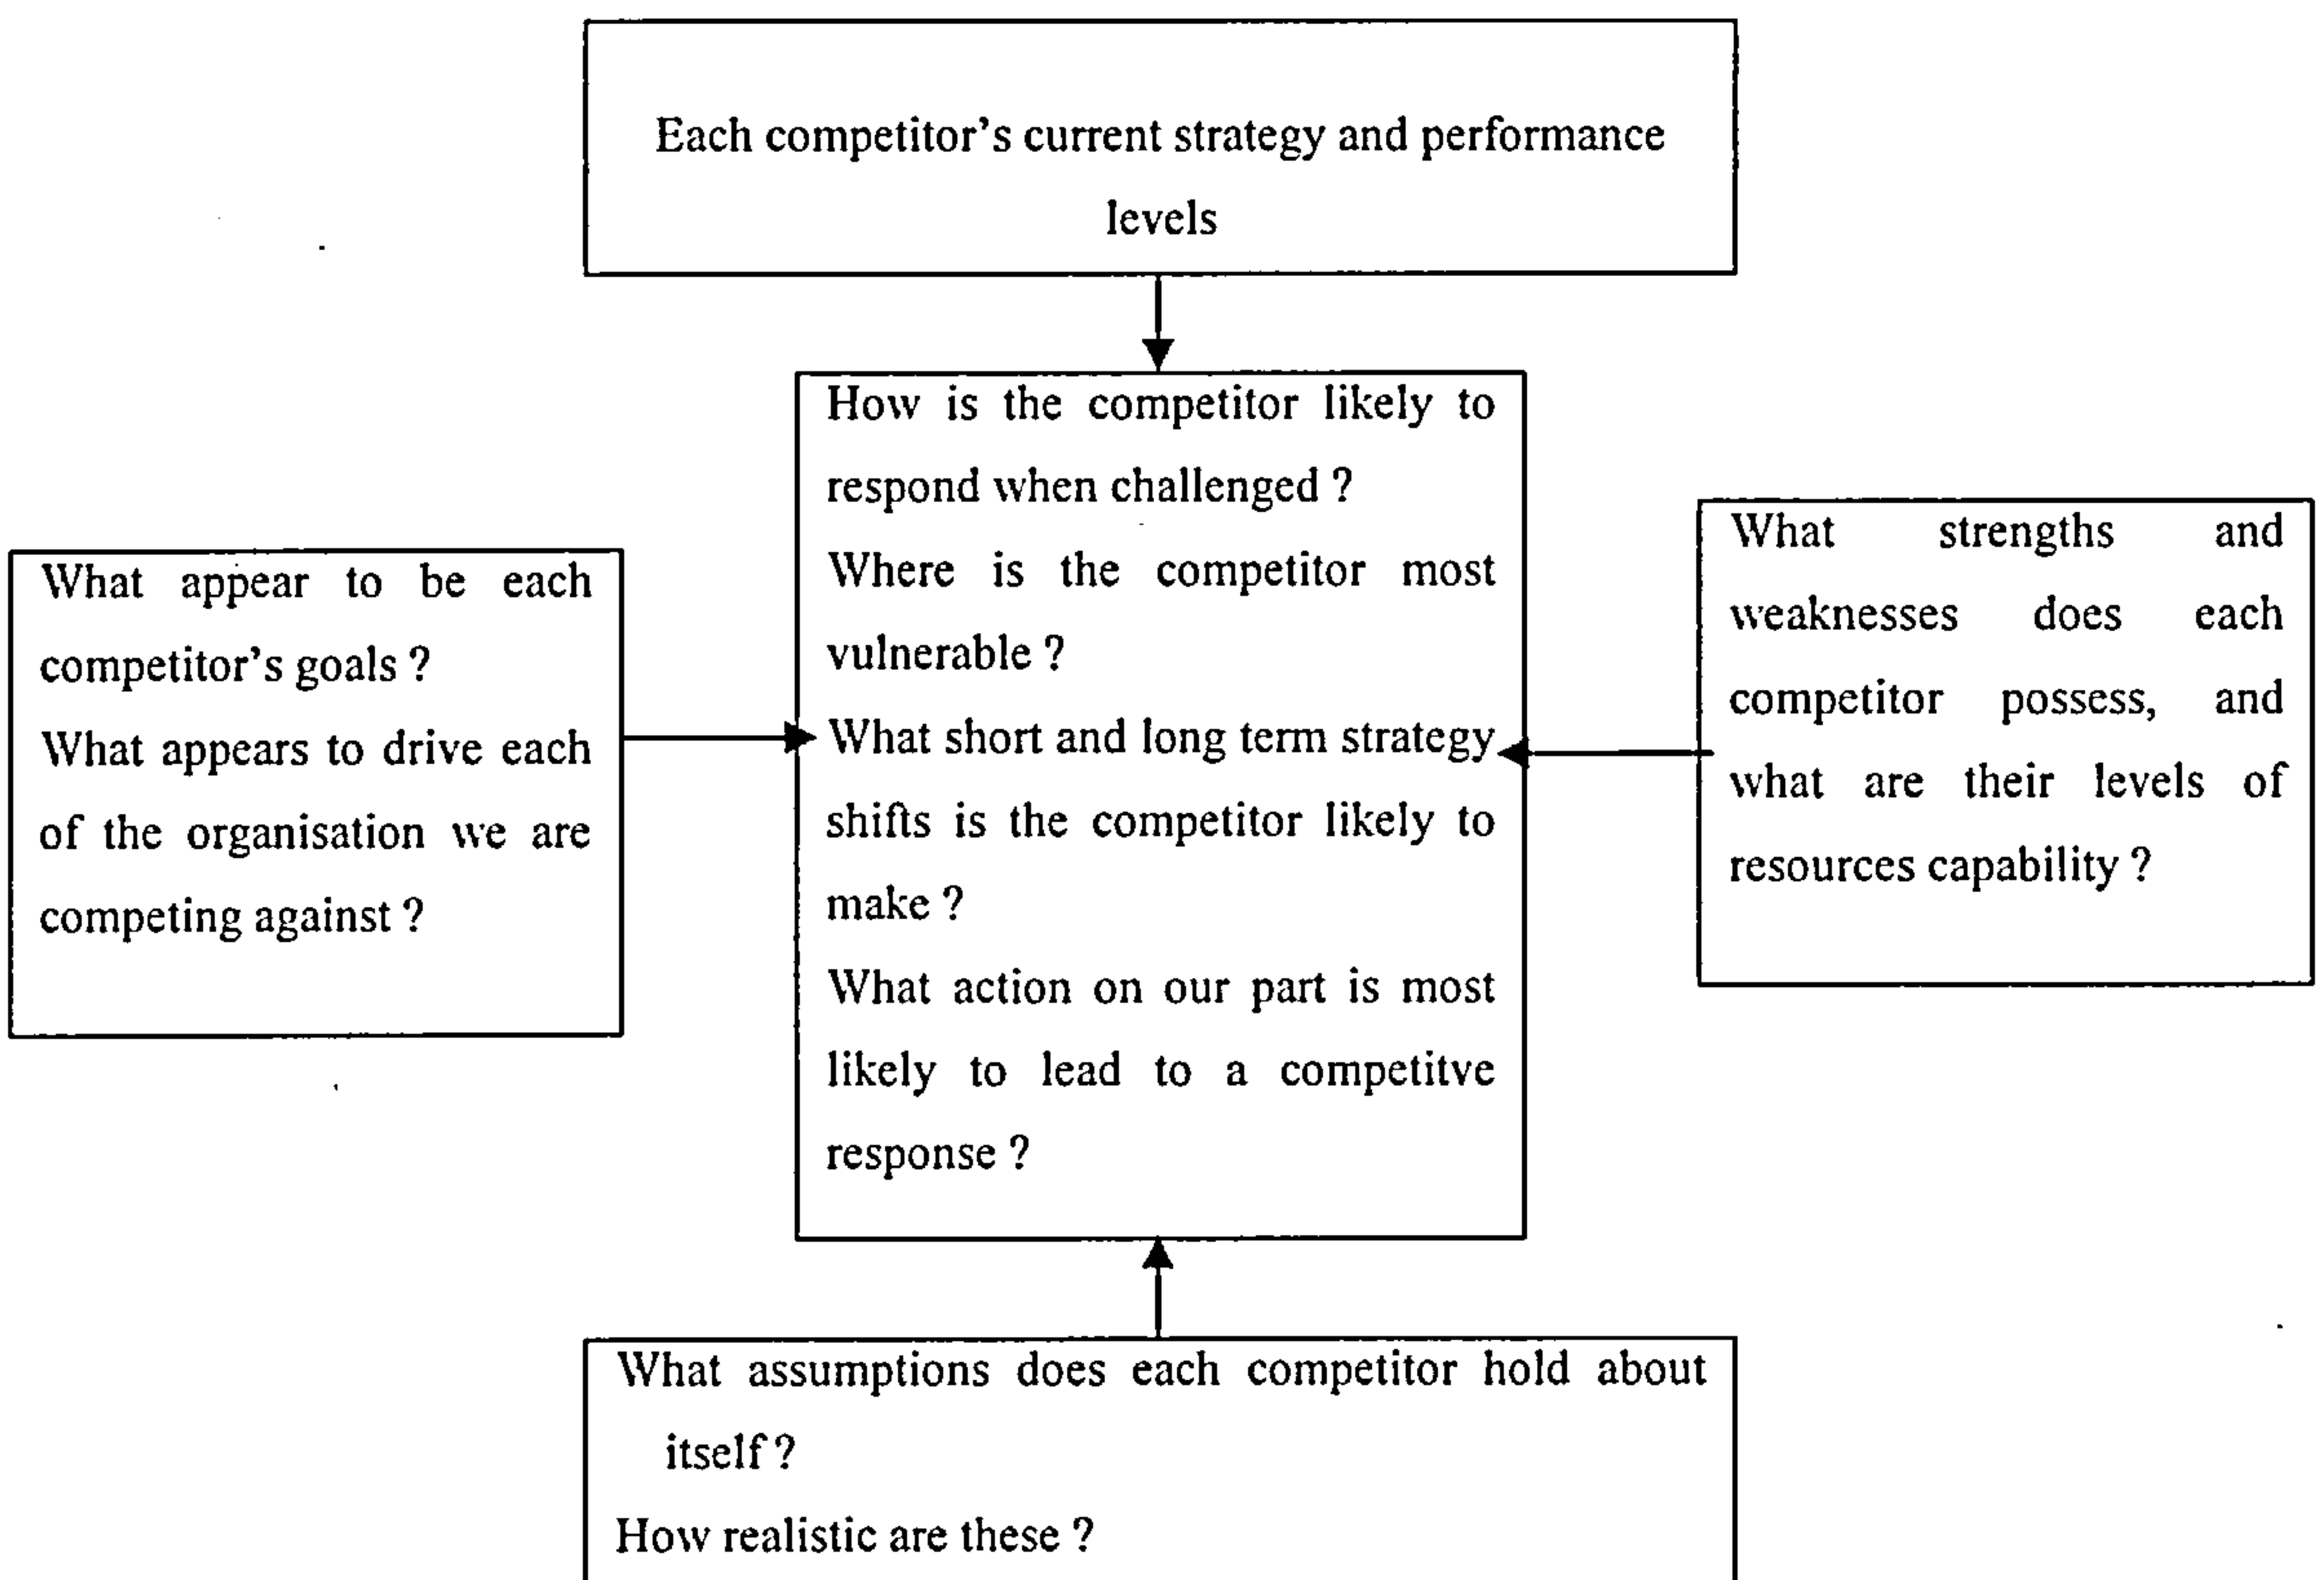 Each competitor's current strategy and performance
levels
How is the competitor likely to
respond when challenged ?
Where is the competitor most
vulnerable ?
What short and long term strategy
shifts is the competitor likely to
make ?
What action on our part is most
likely to lead to a competitve
response ?
What appear to be each
competitor's goals ?
What appears to drive each
of the organisation we are
competing against ?
What strengths and
weaknesses does each
competitor possess, and
what are their levels of
resources capability ?
What assumptions does each competitor hold about
itself ?
How realistic are these ?